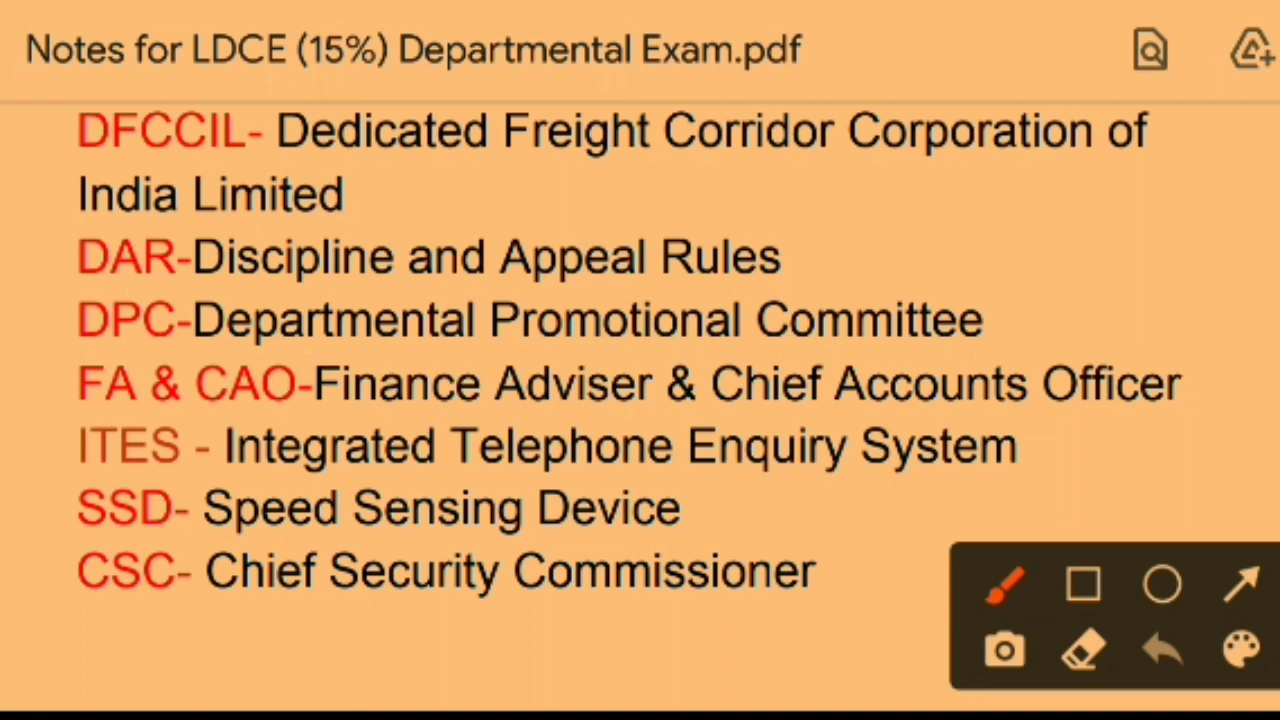 Notes for LDCE (15%) Departmental Exam.pdf
DFCCIL- Dedicated Freight Corridor Corporation of
India Limited
DAR-Discipline and Appeal Rules
DPC-Departmental Promotional Committee
FA & CAO-Finance Adviser & Chief Accounts Officer
ITES - Integrated Telephone Enquiry System
SSD- Speed Sensing Device
CSC- Chief Security Commissioner